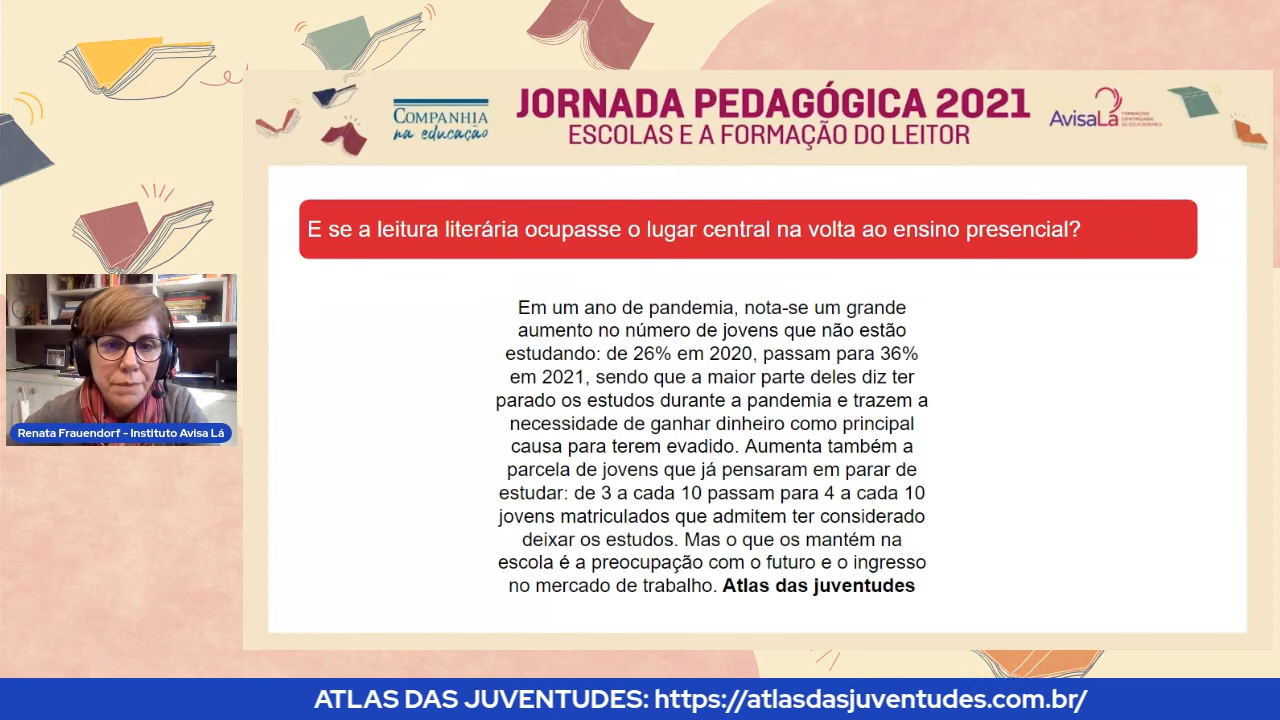 COMPANHIA
na educação
JORNADA PEDAGÓGICA 2021
ESCOLAS E A FORMAÇÃO DO LEITOR
AvisaLá
FORMAÇÃO
CONTINUADA
DE EDUCADORES
E se a leitura literária ocupasse o lugar central na volta ao ensino presencial?
Em um ano de pandemia, nota-se um grande
aumento no número de jovens que não estão
estudando: de 26% em 2020, passam para 36%
em 2021, sendo que a maior parte deles diz ter
parado os estudos durante a pandemia e trazem a
necessidade de ganhar dinheiro como principal
causa para terem evadido. Aumenta também a
parcela de jovens que já pensaram em parar de
estudar: de 3 a cada 10 passam para 4 a cada 10
jovens matriculados que admitem ter considerado
deixar os estudos. Mas o que os mantém na
escola é a preocupação com o futuro e o ingresso
no mercado de trabalho. Atlas das juventudes
Renata Frauendorf - Instituto Avisa Lá
ATLAS DAS JUVENTUDES: https://atlasdasjuventudes.com.br/